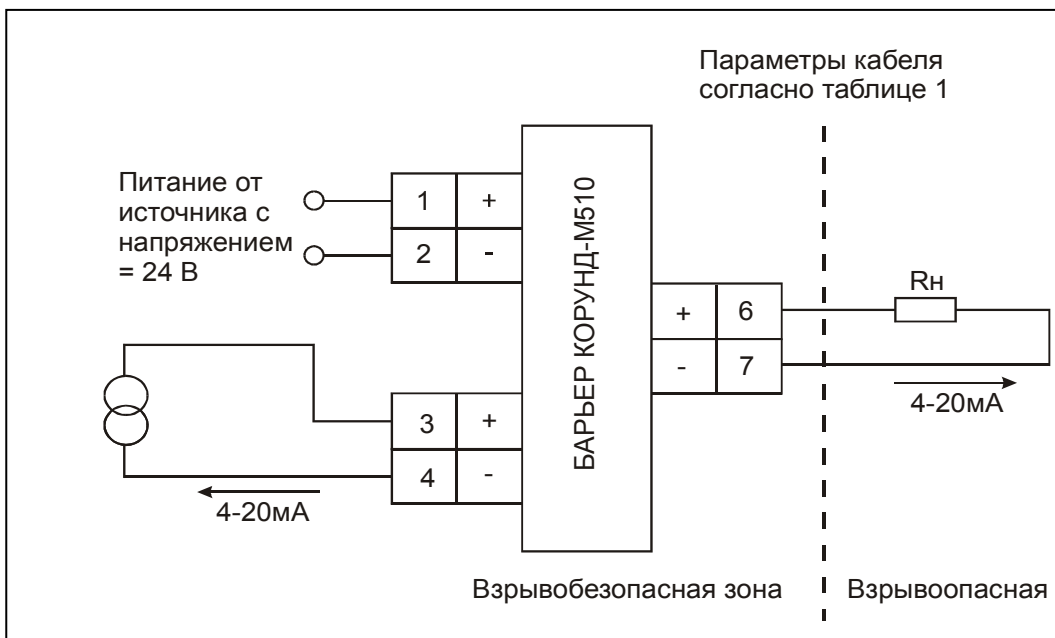 Параметры кабеля
согласно таблице 1
Питание от
источника с
напряжением
= 24 В
1 +
2 -
3 +
4 -
4-20мА
БАРЬЕР КОРУНД-М510
+ 6
- 7
Rн
4-20мА
Взрывобезопасная зона
Взрывоопасная